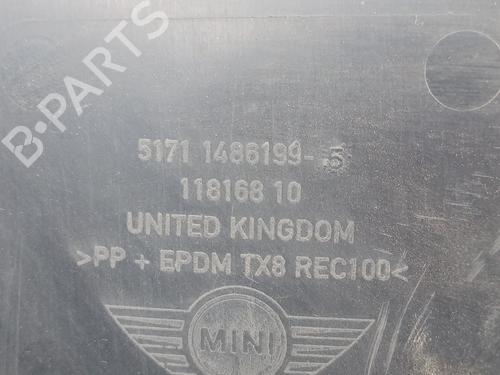 B-PARTS
5171 1486199-.5
118168 10
UNITED KINGDOM
>PP + EPDM TX8 REC100<
MINI